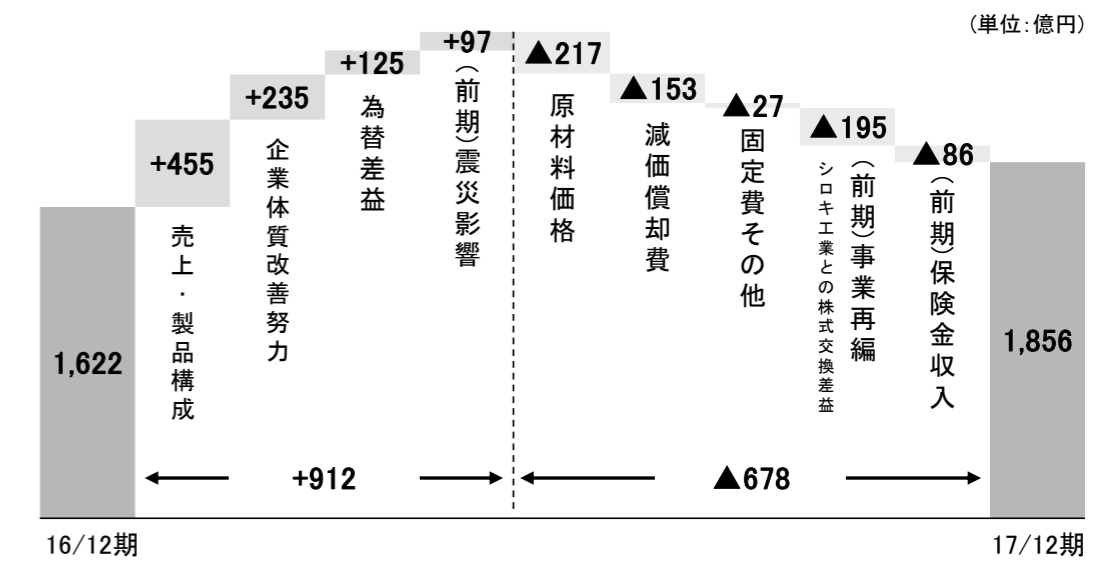 (単位:億円)
1,622
+455
売上・製品構成
+235
企業体質改善努力
+125
為替差益
+97
(前期)震災影響
▲217
原材料価格
▲153
減価償却費
▲27
固定費その他
▲195
(前期)事業再編
シロキ工業との株式交換差益
▲86
(前期)保険金収入
1,856
+912
▲678
16/12期
17/12期